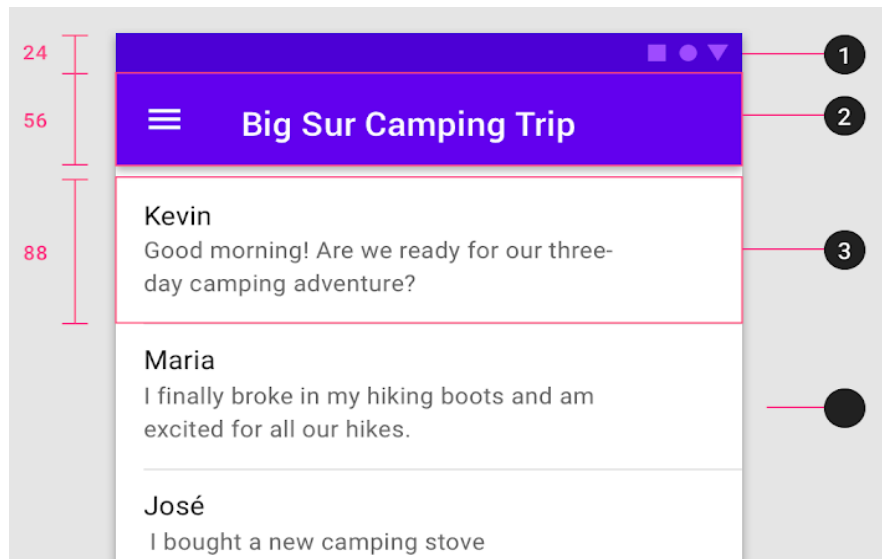 24
1
56
Big Sur Camping Trip
2
88
Kevin
Good morning! Are we ready for our three-
day camping adventure?
3
Maria
I finally broke in my hiking boots and am
excited for all our hikes.
José
I bought a new camping stove